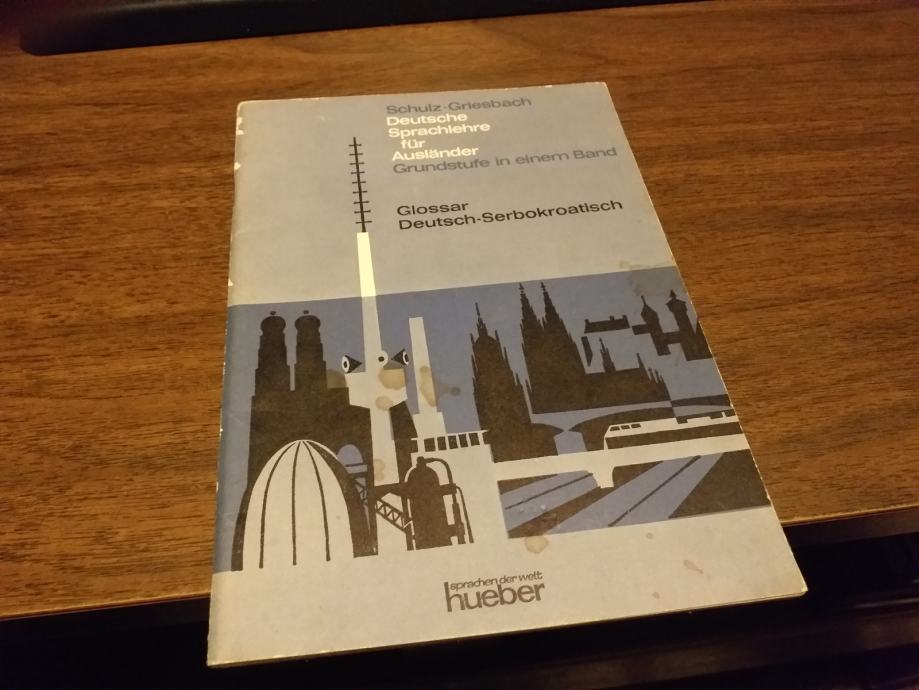 Schulz-Griesbach
Deutsche
Sprachlehre
für
Ausländer
Grundstufe in einem Band
Glossar
Deutsch-Serbokroatisch
sprachen der welt
hueber